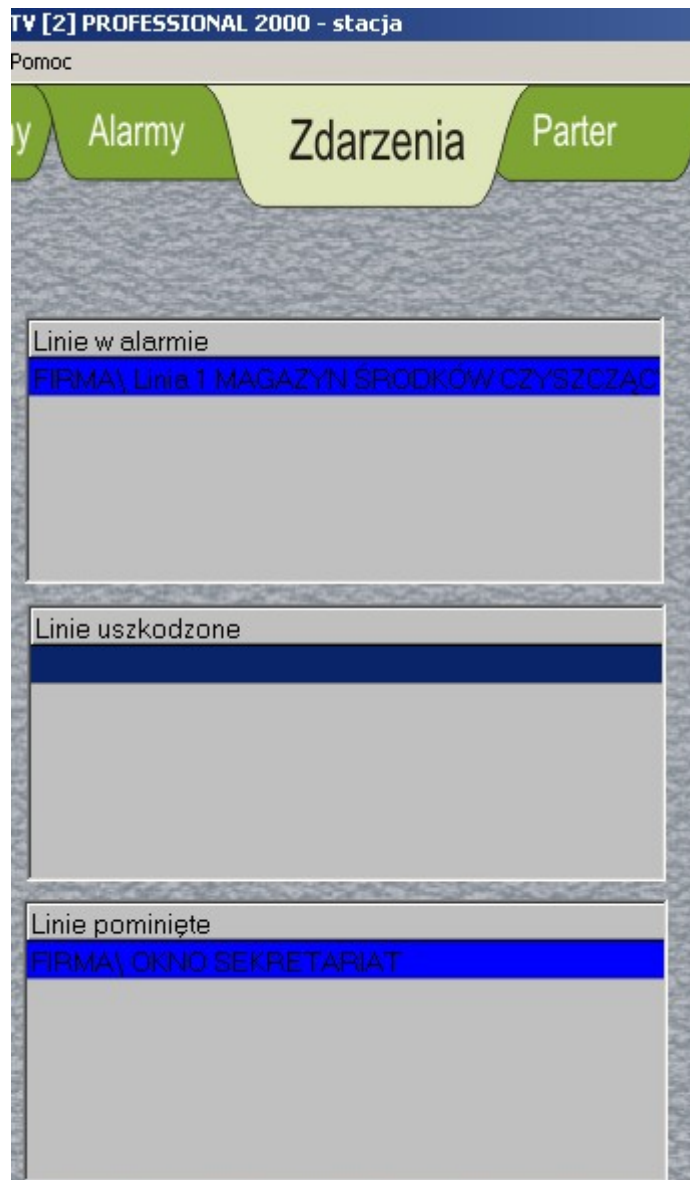 TV [2] PROFESSIONAL 2000 - stacja
Pomoc
y Alarmy Zdarzenia Parter
Linie w alarmie
FIRMA\ Linia 1 MAGAZYN ŚRODKÓW CZYSZCZĄC
Linie uszkodzone
Linie pominięte
FIRMA\ OKNO SEKRETARIAT